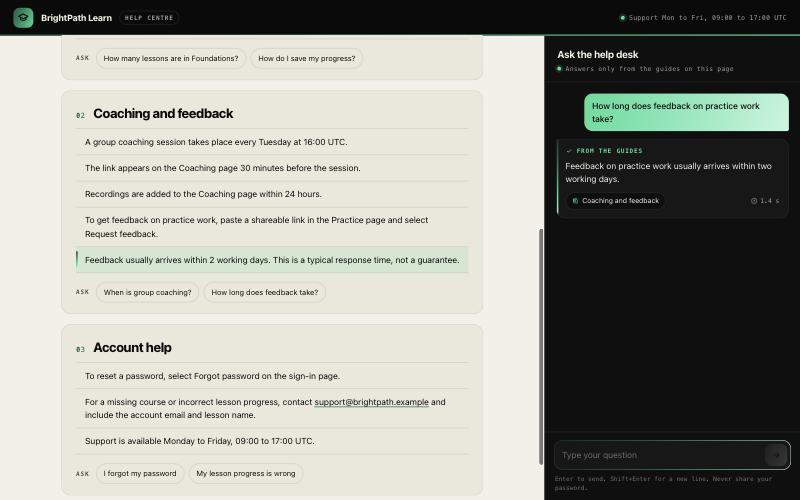 BrightPath Learn
HELP CENTRE
Support Mon to Fri, 09:00 to 17:00 UTC
ASK
How many lessons are in Foundations?
How do I save my progress?
02 Coaching and feedback
A group coaching session takes place every Tuesday at 16:00 UTC.
The link appears on the Coaching page 30 minutes before the session.
Recordings are added to the Coaching page within 24 hours.
To get feedback on practice work, paste a shareable link in the Practice page and select
Request feedback.
Feedback usually arrives within 2 working days. This is a typical response time, not a guarantee.
ASK
When is group coaching?
How long does feedback take?
03 Account help
To reset a password, select Forgot password on the sign-in page.
For a missing course or incorrect lesson progress, contact support@brightpath.example and
include the account email and lesson name.
Support is available Monday to Friday, 09:00 to 17:00 UTC.
ASK
I forgot my password
My lesson progress is wrong
Ask the help desk
Answers only from the guides on this page
How long does feedback on practice work
take?
FROM THE GUIDES
Feedback on practice work usually arrives within two
working days.
Coaching and feedback
1.4 s
Type your question
Enter to send. Shift+Enter for a new line. Never share your
password.